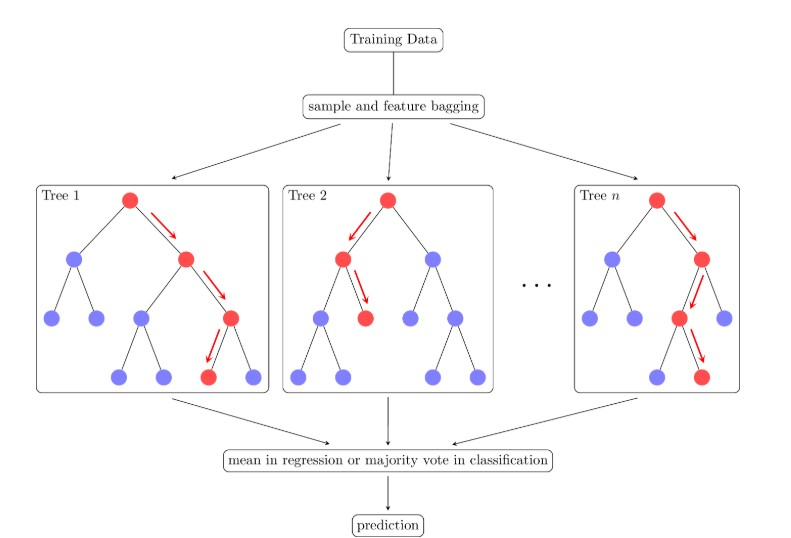 Training Data
sample and feature bagging
Tree 1
Tree 2
Tree n
...
mean in regression or majority vote in classification
prediction